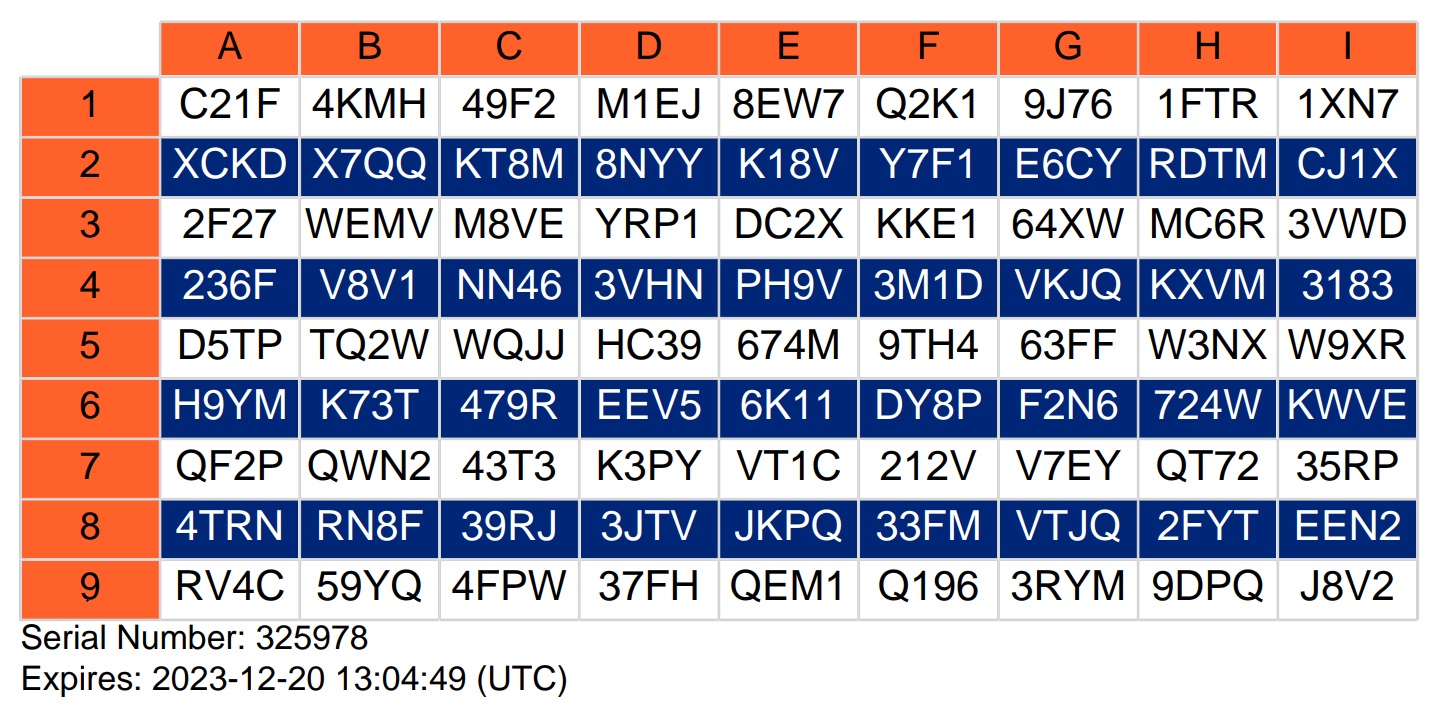 A B C D E F G H I
1 C21F 4KMH 49F2 M1EJ 8EW7 Q2K1 9J76 1FTR 1XN7
2 XCKD X7QQ KT8M 8NYY K18V Y7F1 E6CY RDTM CJ1X
3 2F27 WEMV M8VE YRP1 DC2X KKE1 64XW MC6R 3VWD
4 236F V8V1 NN46 3VHN PH9V 3M1D VKJQ KXVM 3183
5 D5TP TQ2W WQJJ HC39 674M 9TH4 63FF W3NX W9XR
6 H9YM K73T 479R EEV5 6K11 DY8P F2N6 724W KWVE
7 QF2P QWN2 43T3 K3PY VT1C 212V V7EY QT72 35RP
8 4TRN RN8F 39RJ 3JTV JKPQ 33FM VTJQ 2FYT EEN2
9 RV4C 59YQ 4FPW 37FH QEM1 Q196 3RYM 9DPQ J8V2
Serial Number: 325978
Expires: 2023-12-20 13:04:49 (UTC)